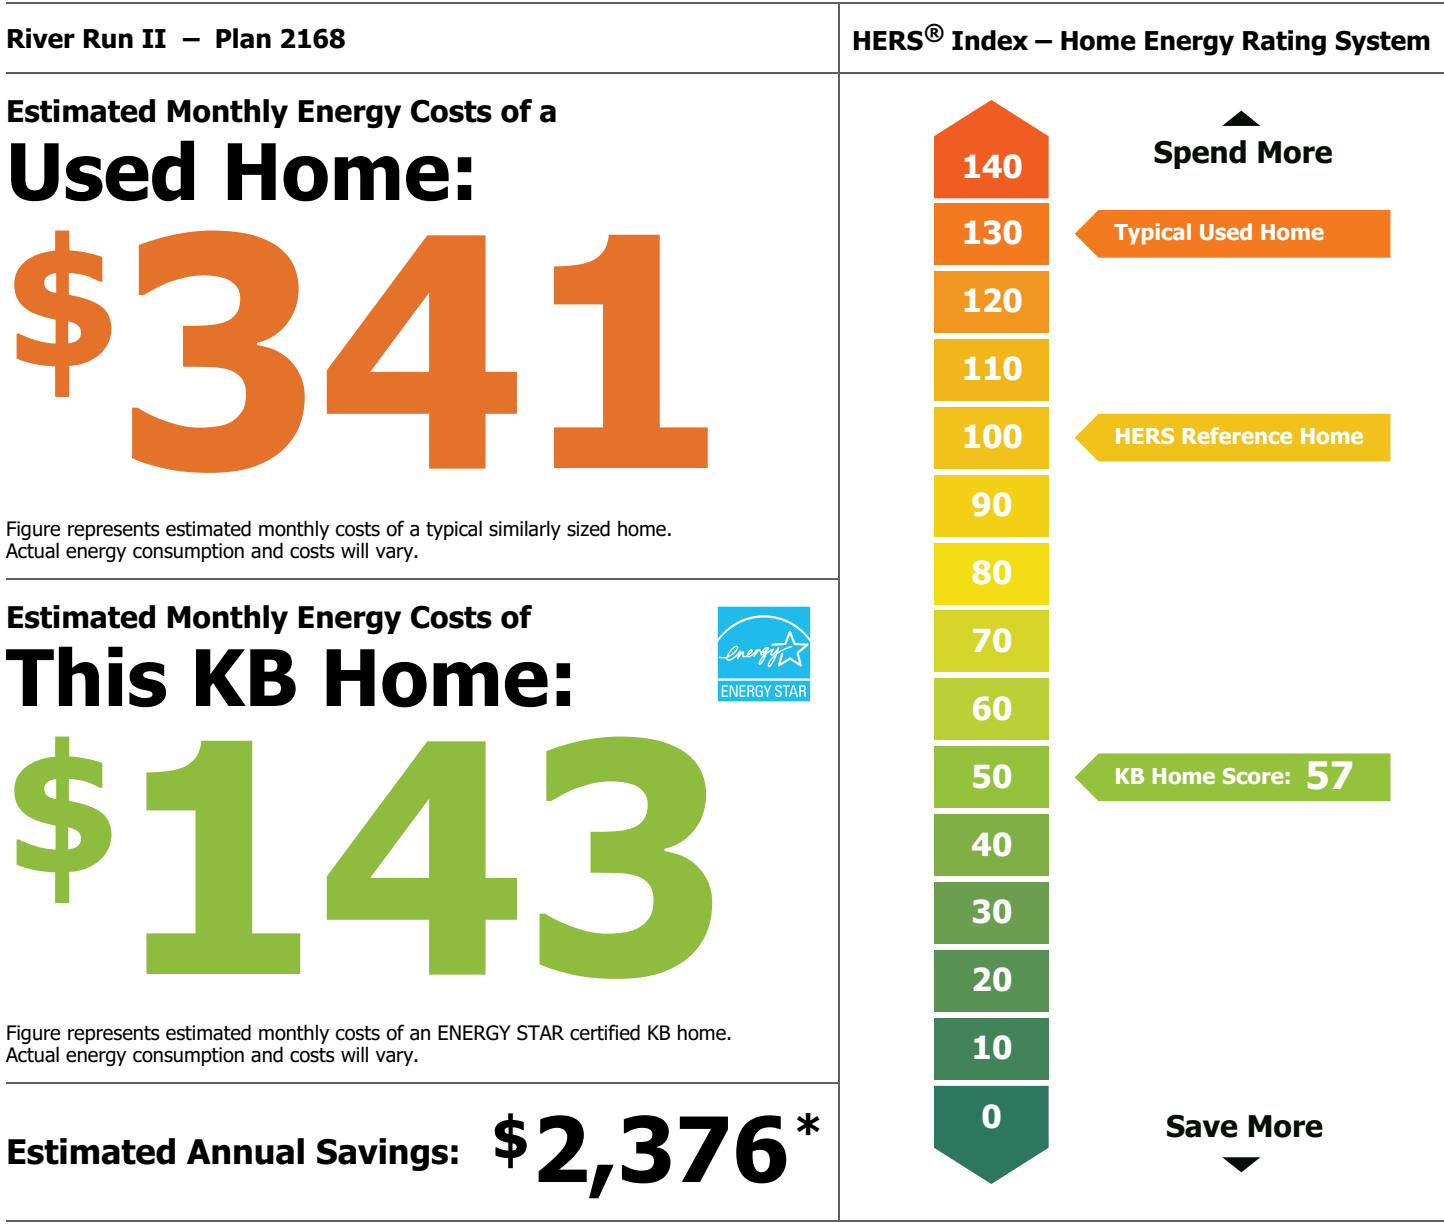 River Run II – Plan 2168
Estimated Monthly Energy Costs of a
Used Home:
$341
Figure represents estimated monthly costs of a typical similarly sized home.
Actual energy consumption and costs will vary.
Estimated Monthly Energy Costs of
This KB Home:
energy
ENERGY STAR
$143
Figure represents estimated monthly costs of an ENERGY STAR certified KB home.
Actual energy consumption and costs will vary.
Estimated Annual Savings: $2,376*
HERS® Index – Home Energy Rating System
Spend More
140
130
Typical Used Home
120
110
100
HERS Reference Home
90
80
70
60
50
KB Home Score: 57
40
30
20
10
0
Save More